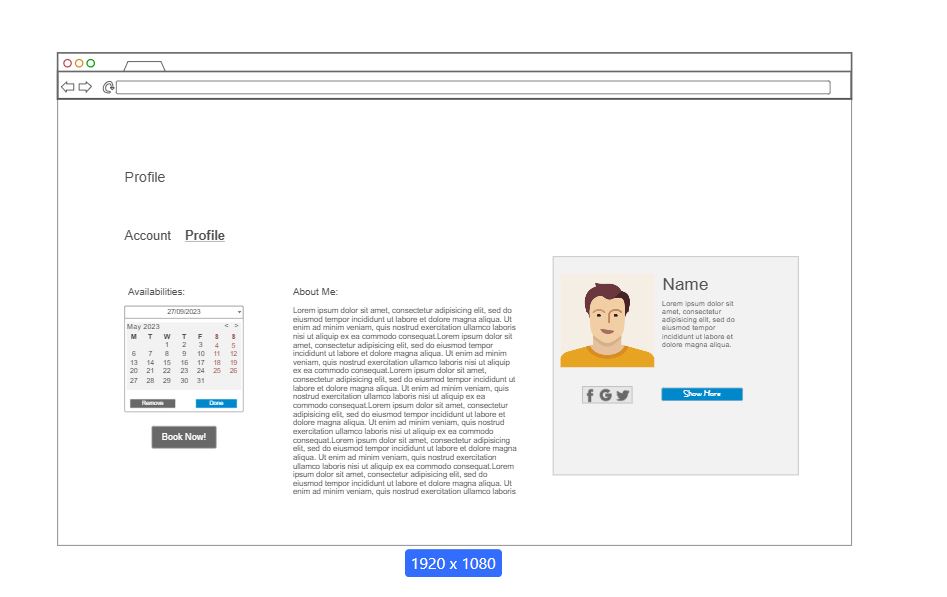 Profile
Account Profile
Availabilities:
27/09/2023
May 2023 < >
M T W T F S S
1 2 3 4 5
6 7 8 9 10 11 12
13 14 15 16 17 18 19
20 21 22 23 24 25 26
27 28 29 30 31
Remove Done
Book Now!
About Me:
Lorem ipsum dolor sit amet, consectetur adipisicing elit, sed do
eiusmod tempor incididunt ut labore et dolore magna aliqua. Ut
enim ad minim veniam, quis nostrud exercitation ullamco laboris
nisi ut aliquip ex ea commodo consequat.Lorem ipsum dolor sit
amet, consectetur adipisicing elit, sed do eiusmod tempor
incididunt ut labore et dolore magna aliqua. Ut enim ad minim
veniam, quis nostrud exercitation ullamco laboris nisi ut aliquip
ex ea commodo consequat.Lorem ipsum dolor sit amet,
consectetur adipisicing elit, sed do eiusmod tempor incididunt ut
labore et dolore magna aliqua. Ut enim ad minim veniam, quis
nostrud exercitation ullamco laboris nisi ut aliquip ex ea
commodo consequat.Lorem ipsum dolor sit amet, consectetur
adipisicing elit, sed do eiusmod tempor incididunt ut labore et
dolore magna aliqua. Ut enim ad minim veniam, quis nostrud
exercitation ullamco laboris nisi ut aliquip ex ea commodo
consequat.Lorem ipsum dolor sit amet, consectetur adipisicing
elit, sed do eiusmod tempor incididunt ut labore et dolore magna
aliqua. Ut enim ad minim veniam, quis nostrud exercitation
ullamco laboris nisi ut aliquip ex ea commodo consequat.Lorem
ipsum dolor sit amet, consectetur adipisicing elit, sed do
eiusmod tempor incididunt ut labore et dolore magna aliqua. Ut
enim ad minim veniam, quis nostrud exercitation ullamco laboris
Name
Lorem ipsum dolor sit
amet, consectetur
adipisicing elit, sed do
eiusmod tempor
incididunt ut labore et
dolore magna aliqua.
Show More
1920 x 1080